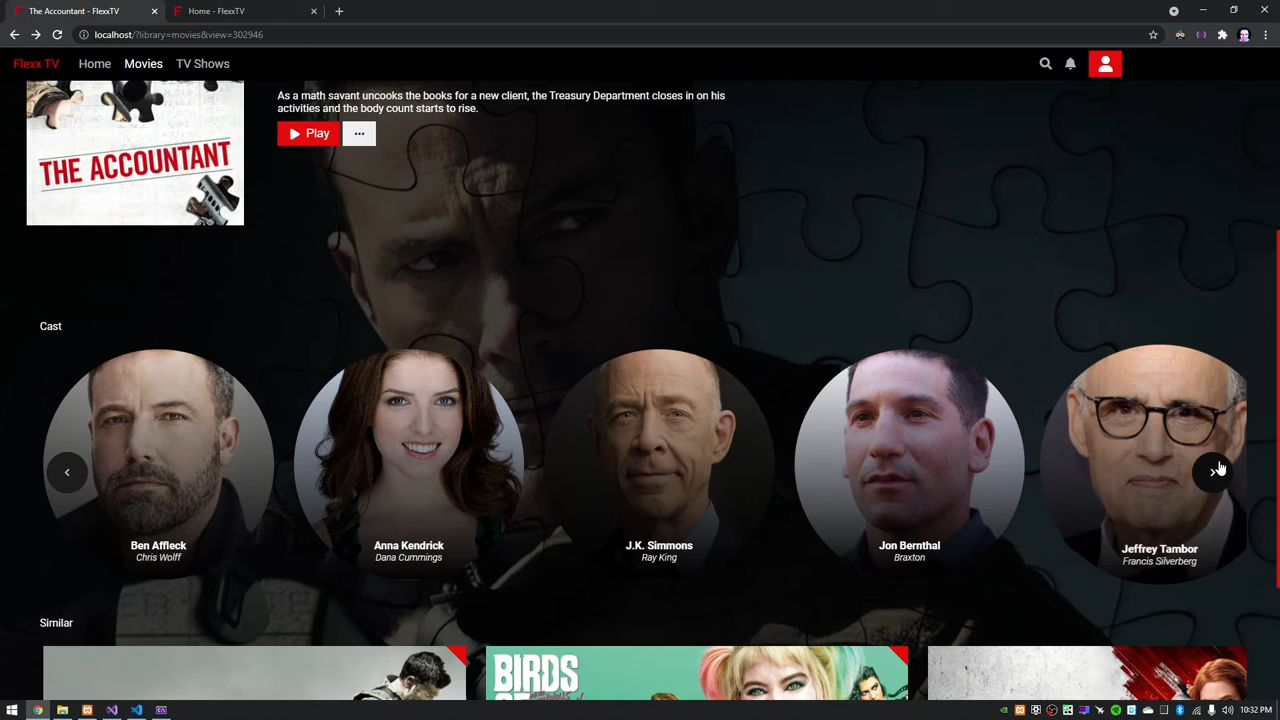 The Accountant - FlexxTV
Home - FlexxTV
localhost/?library=movies&view=302946
Flexx TV
Home
Movies
TV Shows
As a math savant uncooks the books for a new client, the Treasury Department closes in on his
activities and the body count starts to rise.
Play
THE ACCOUNTANT
Cast
Ben Affleck
Chris Wolff
Anna Kendrick
Dana Cummings
J.K. Simmons
Ray King
Jon Bernthal
Braxton
Jeffrey Tambor
Francis Silverberg
Similar
BIRDS
10:32 PM